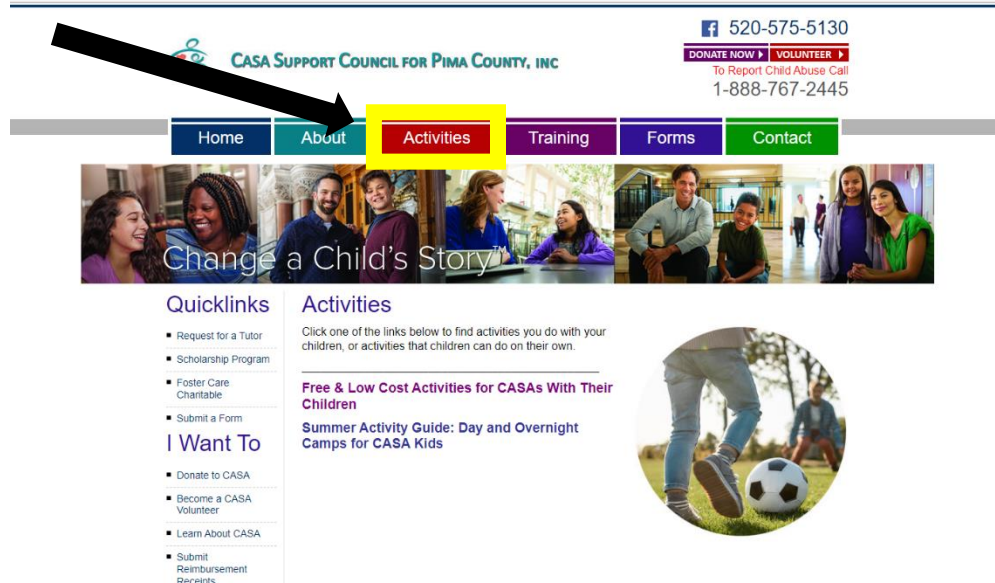 520-575-5130
CASA SUPPORT COUNCIL FOR PIMA COUNTY, INC
DONATE NOW VOLUNTEER
To Report Child Abuse Call
1-888-767-2445
Home About Activities Training Forms Contact
Change a Child's Story™
Quicklinks
Request for a Tutor
Scholarship Program
Foster Care
Charitable
Submit a Form
I Want To
Donate to CASA
Become a CASA
Volunteer
Learn About CASA
Submit
Reimbursement
Receipts
Activities
Click one of the links below to find activities you do with your
children, or activities that children can do on their own.
Free & Low Cost Activities for CASAs With Their
Children
Summer Activity Guide: Day and Overnight
Camps for CASA Kids